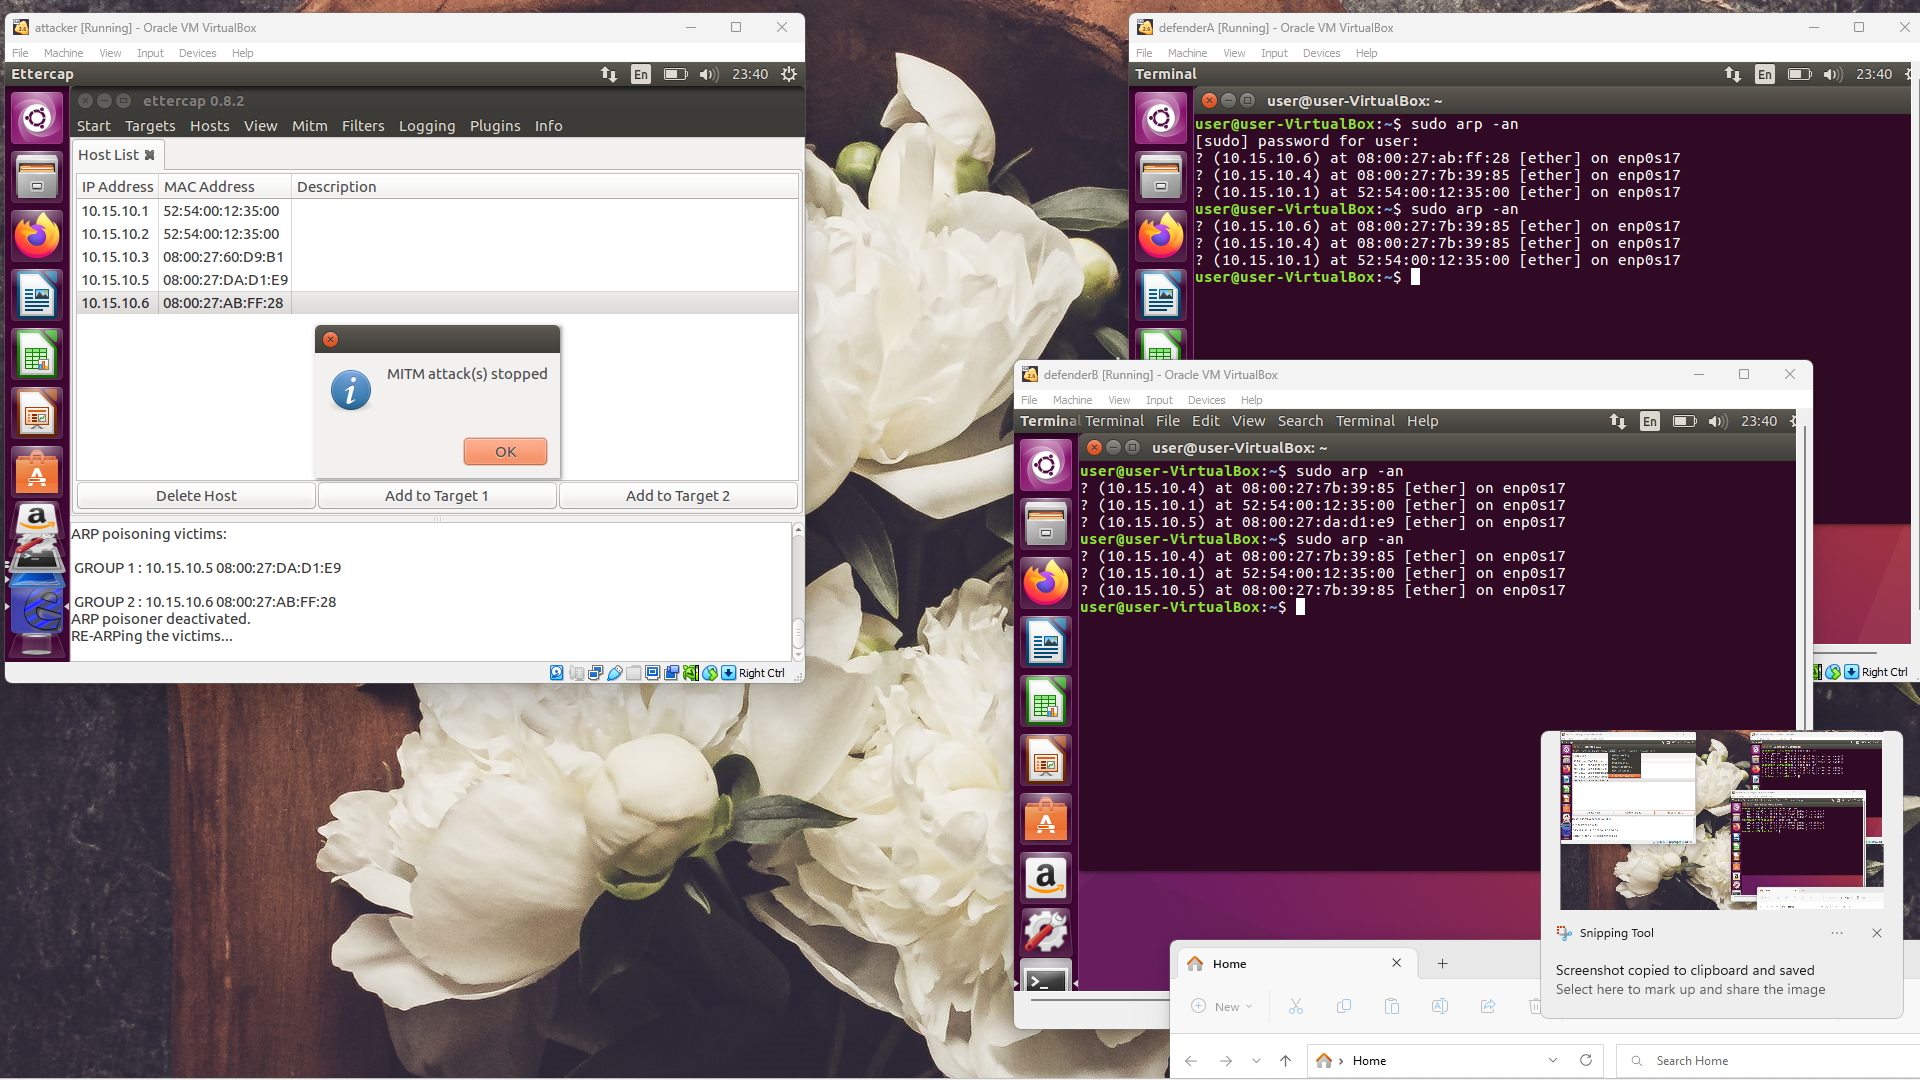 attacker [Running] - Oracle VM VirtualBox
File Machine View Input Devices Help
Ettercap En 23:40
ettercap 0.8.2
Start Targets Hosts View Mitm Filters Logging Plugins Info
Host List
IP Address MAC Address Description
10.15.10.1 52:54:00:12:35:00
10.15.10.2 52:54:00:12:35:00
10.15.10.3 08:00:27:60:D9:B1
10.15.10.5 08:00:27:DA:D1:E9
10.15.10.6 08:00:27:AB:FF:28
MITM attack(s) stopped
OK
Delete Host Add to Target 1 Add to Target 2
ARP poisoning victims:
GROUP 1 : 10.15.10.5 08:00:27:DA:D1:E9
GROUP 2 : 10.15.10.6 08:00:27:AB:FF:28
ARP poisoner deactivated.
RE-ARPing the victims...
Right Ctrl
defenderA [Running] - Oracle VM VirtualBox
File Machine View Input Devices Help
Terminal En 23:40
user@user-VirtualBox: ~
user@user-VirtualBox:~$ sudo arp -an
[sudo] password for user:
? (10.15.10.6) at 08:00:27:ab:ff:28 [ether] on enp0s17
? (10.15.10.4) at 08:00:27:7b:39:85 [ether] on enp0s17
? (10.15.10.1) at 52:54:00:12:35:00 [ether] on enp0s17
user@user-VirtualBox:~$ sudo arp -an
? (10.15.10.6) at 08:00:27:7b:39:85 [ether] on enp0s17
? (10.15.10.4) at 08:00:27:7b:39:85 [ether] on enp0s17
? (10.15.10.1) at 52:54:00:12:35:00 [ether] on enp0s17
user@user-VirtualBox:~$
Right Ctrl
defenderB [Running] - Oracle VM VirtualBox
File Machine View Input Devices Help
Terminal Terminal File Edit View Search Terminal Help En 23:40
user@user-VirtualBox: ~
user@user-VirtualBox:~$ sudo arp -an
? (10.15.10.4) at 08:00:27:7b:39:85 [ether] on enp0s17
? (10.15.10.1) at 52:54:00:12:35:00 [ether] on enp0s17
? (10.15.10.5) at 08:00:27:da:d1:e9 [ether] on enp0s17
user@user-VirtualBox:~$ sudo arp -an
? (10.15.10.4) at 08:00:27:7b:39:85 [ether] on enp0s17
? (10.15.10.1) at 52:54:00:12:35:00 [ether] on enp0s17
? (10.15.10.5) at 08:00:27:7b:39:85 [ether] on enp0s17
user@user-VirtualBox:~$
Snipping Tool
Screenshot copied to clipboard and saved
Select here to mark up and share the image
Home
New
Home
Search Home